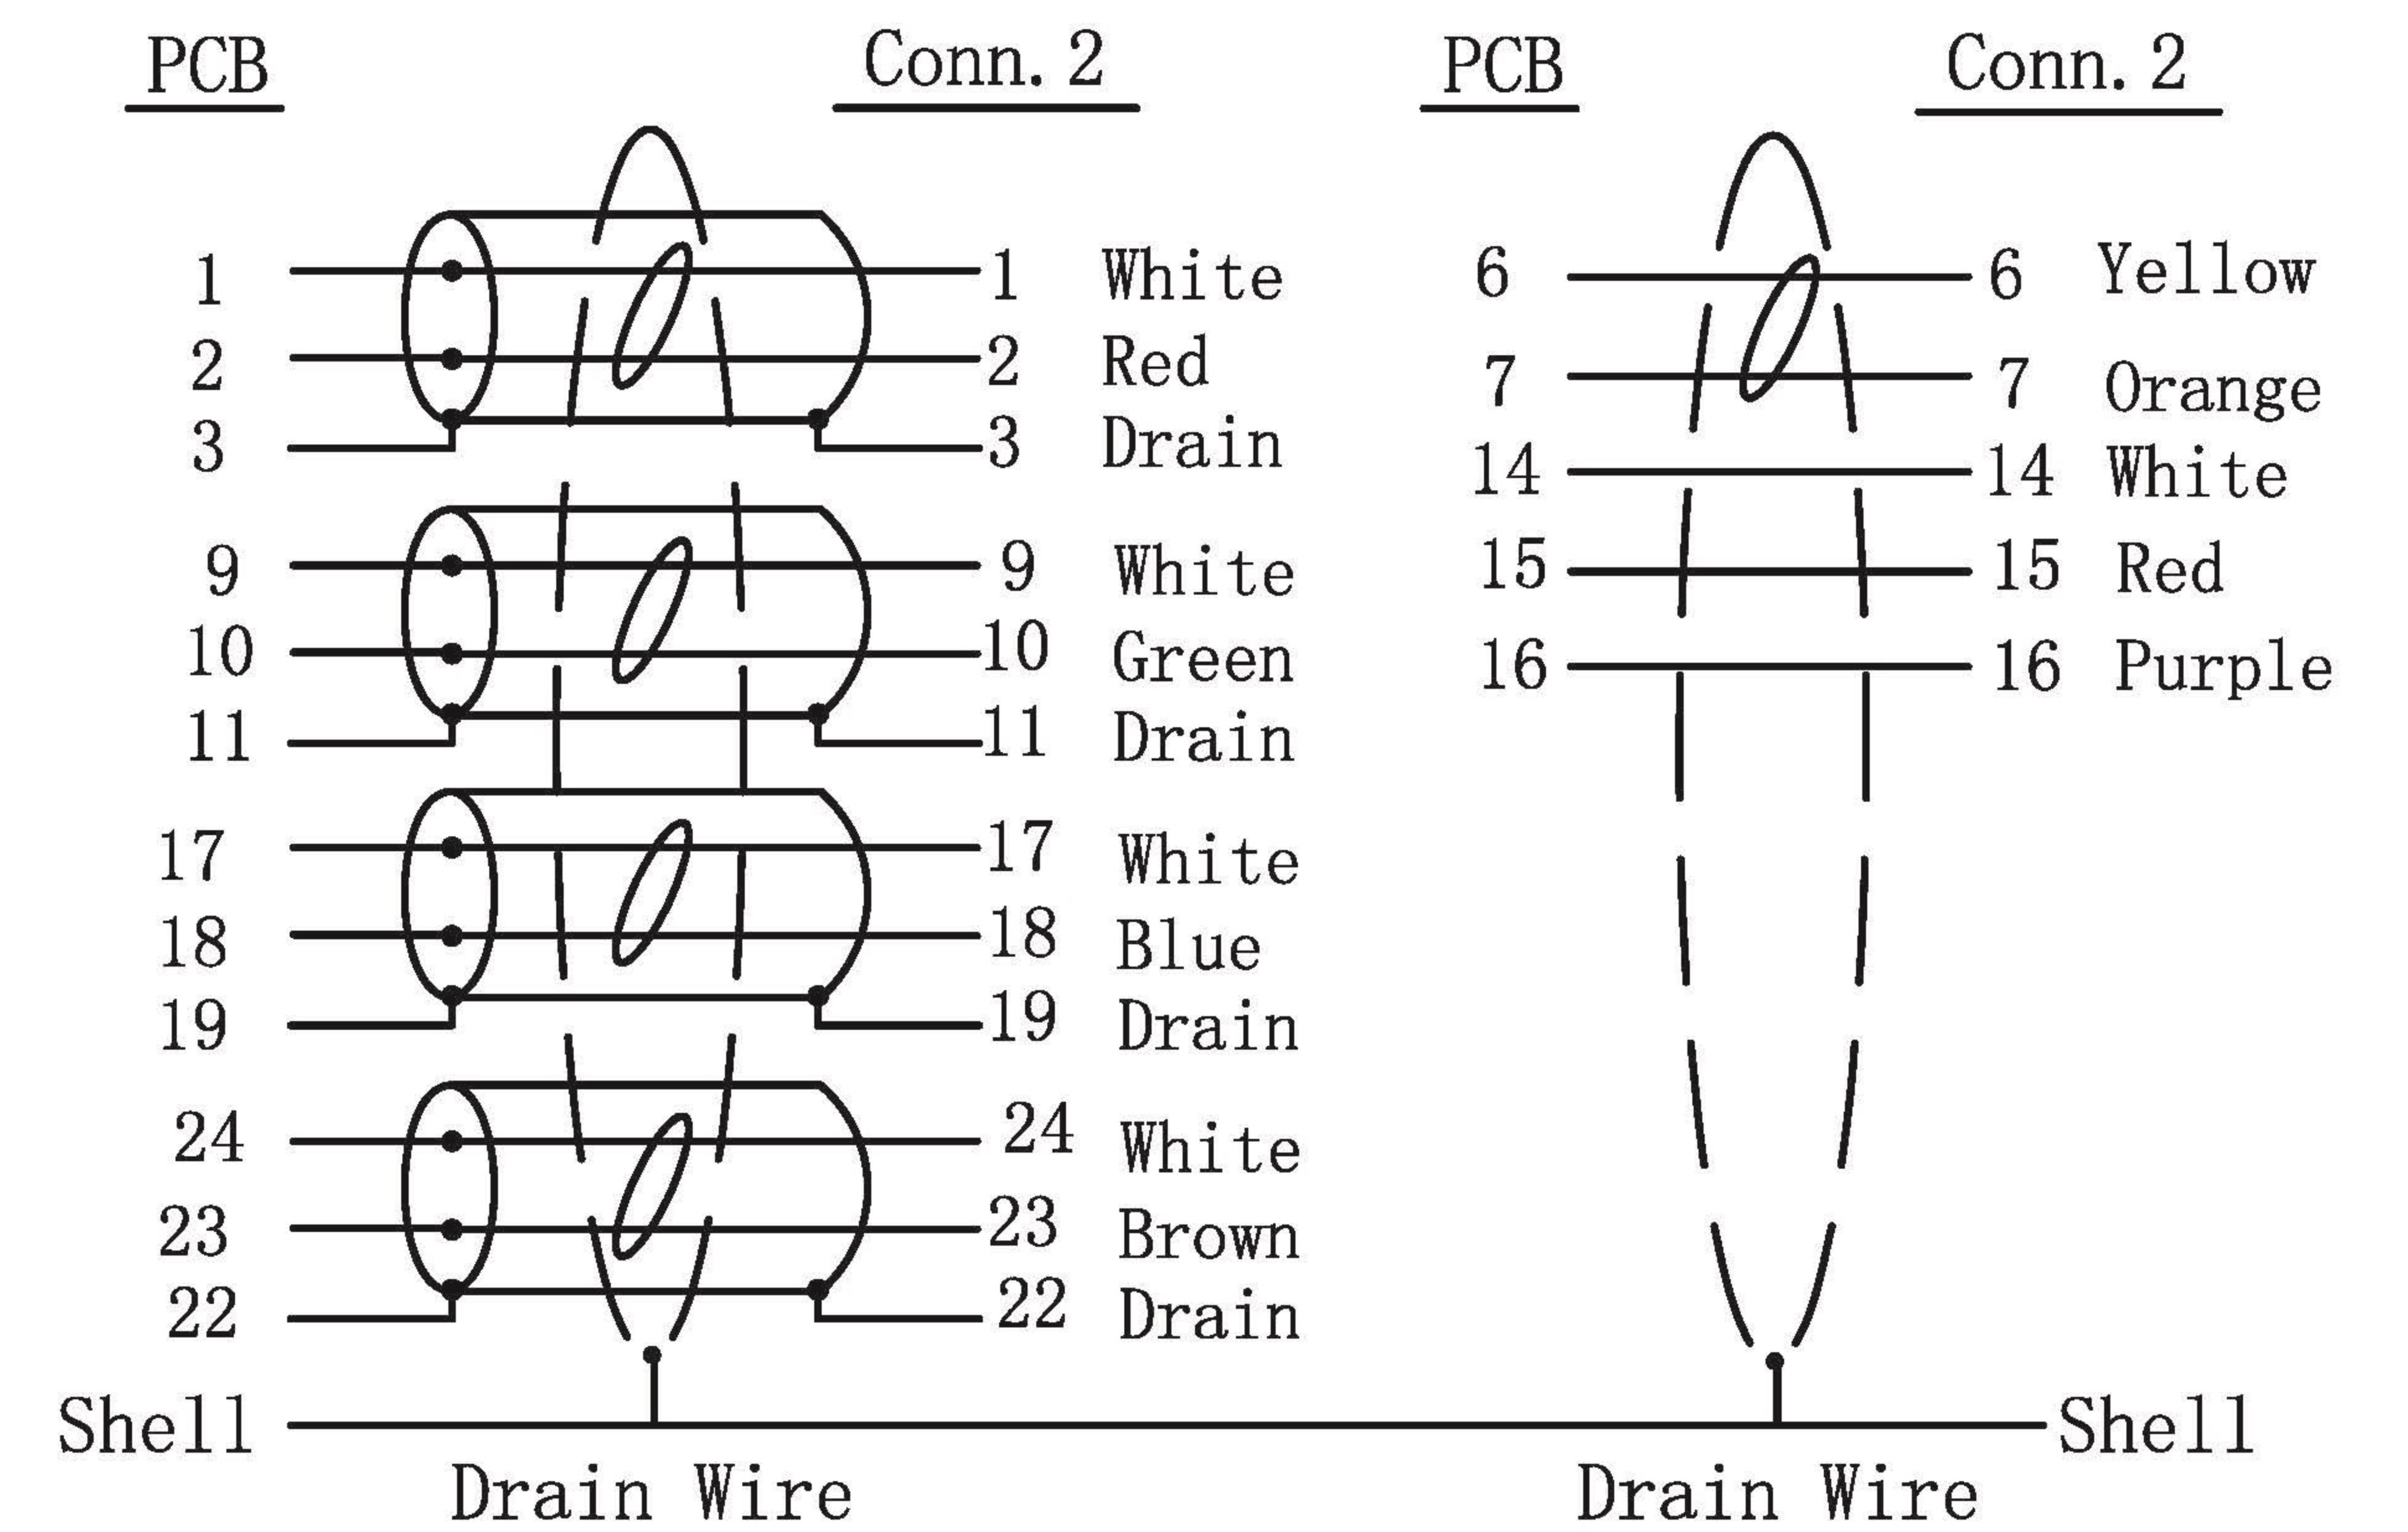 PCB Conn. 2 PCB Conn. 2
1 1 White 6 6 Yellow
2 2 Red 7 7 Orange
3 3 Drain 14 14 White
9 9 White 15 15 Red
10 10 Green 16 16 Purple
11 11 Drain
17 17 White
18 18 Blue
19 19 Drain
24 24 White
23 23 Brown
22 22 Drain
Shell Shell
Drain Wire Drain Wire